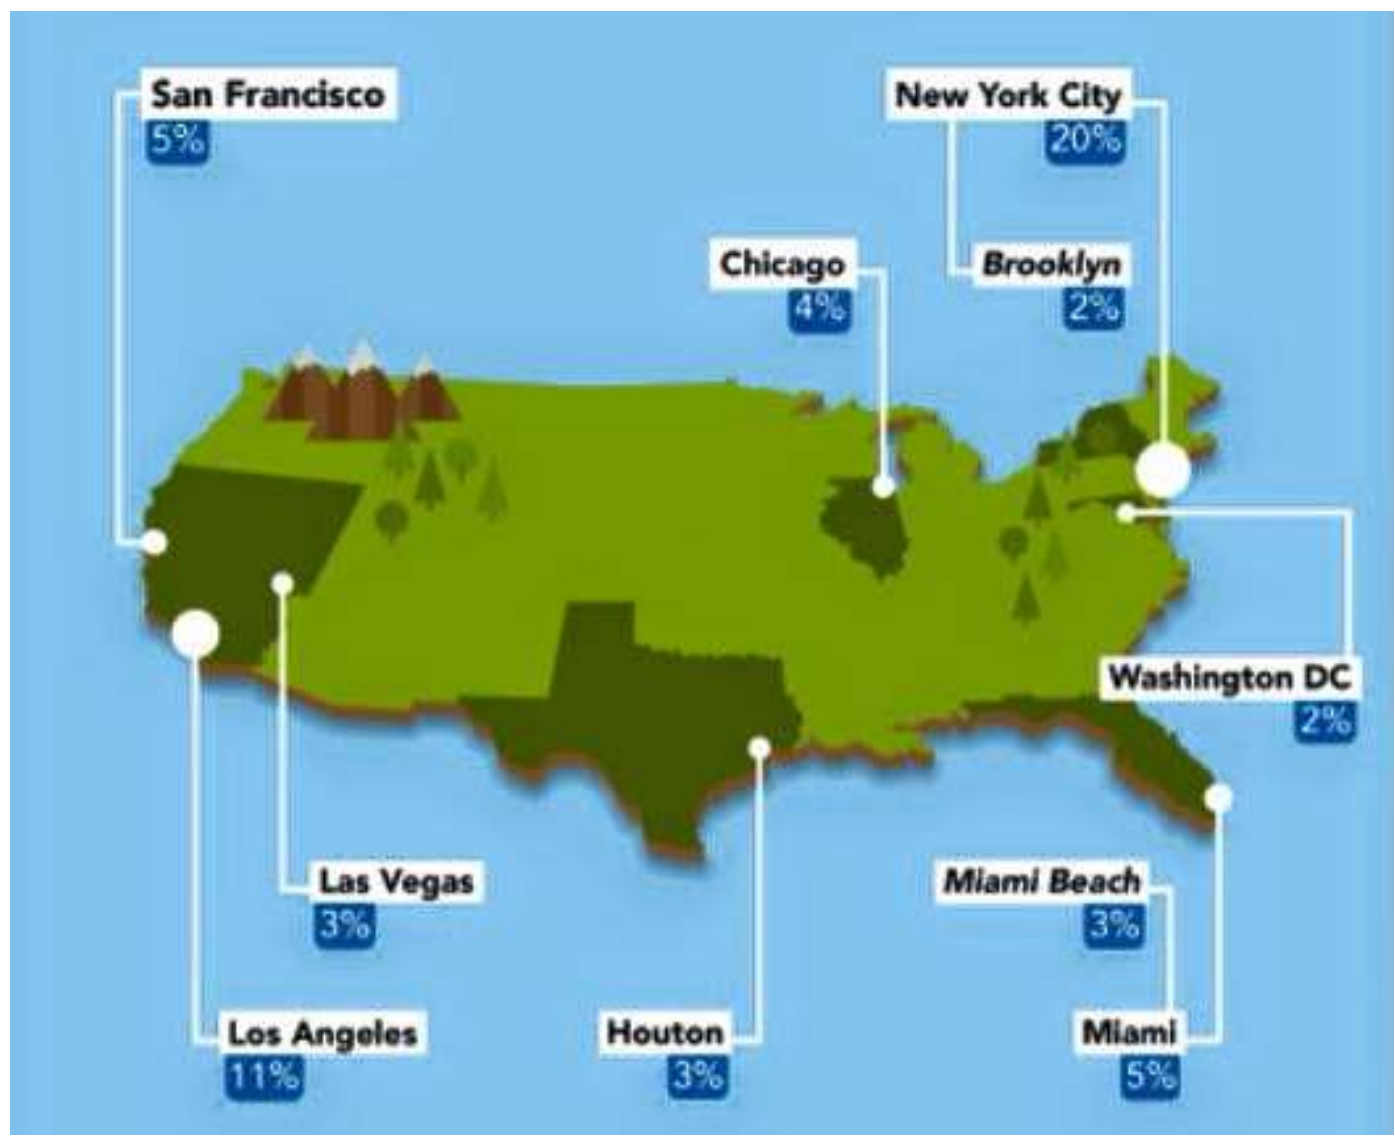 San Francisco
5%
New York City
20%
Chicago
4%
Brooklyn
2%
Washington DC
2%
Las Vegas
3%
Miami Beach
3%
Los Angeles
11%
Houton
3%
Miami
5%